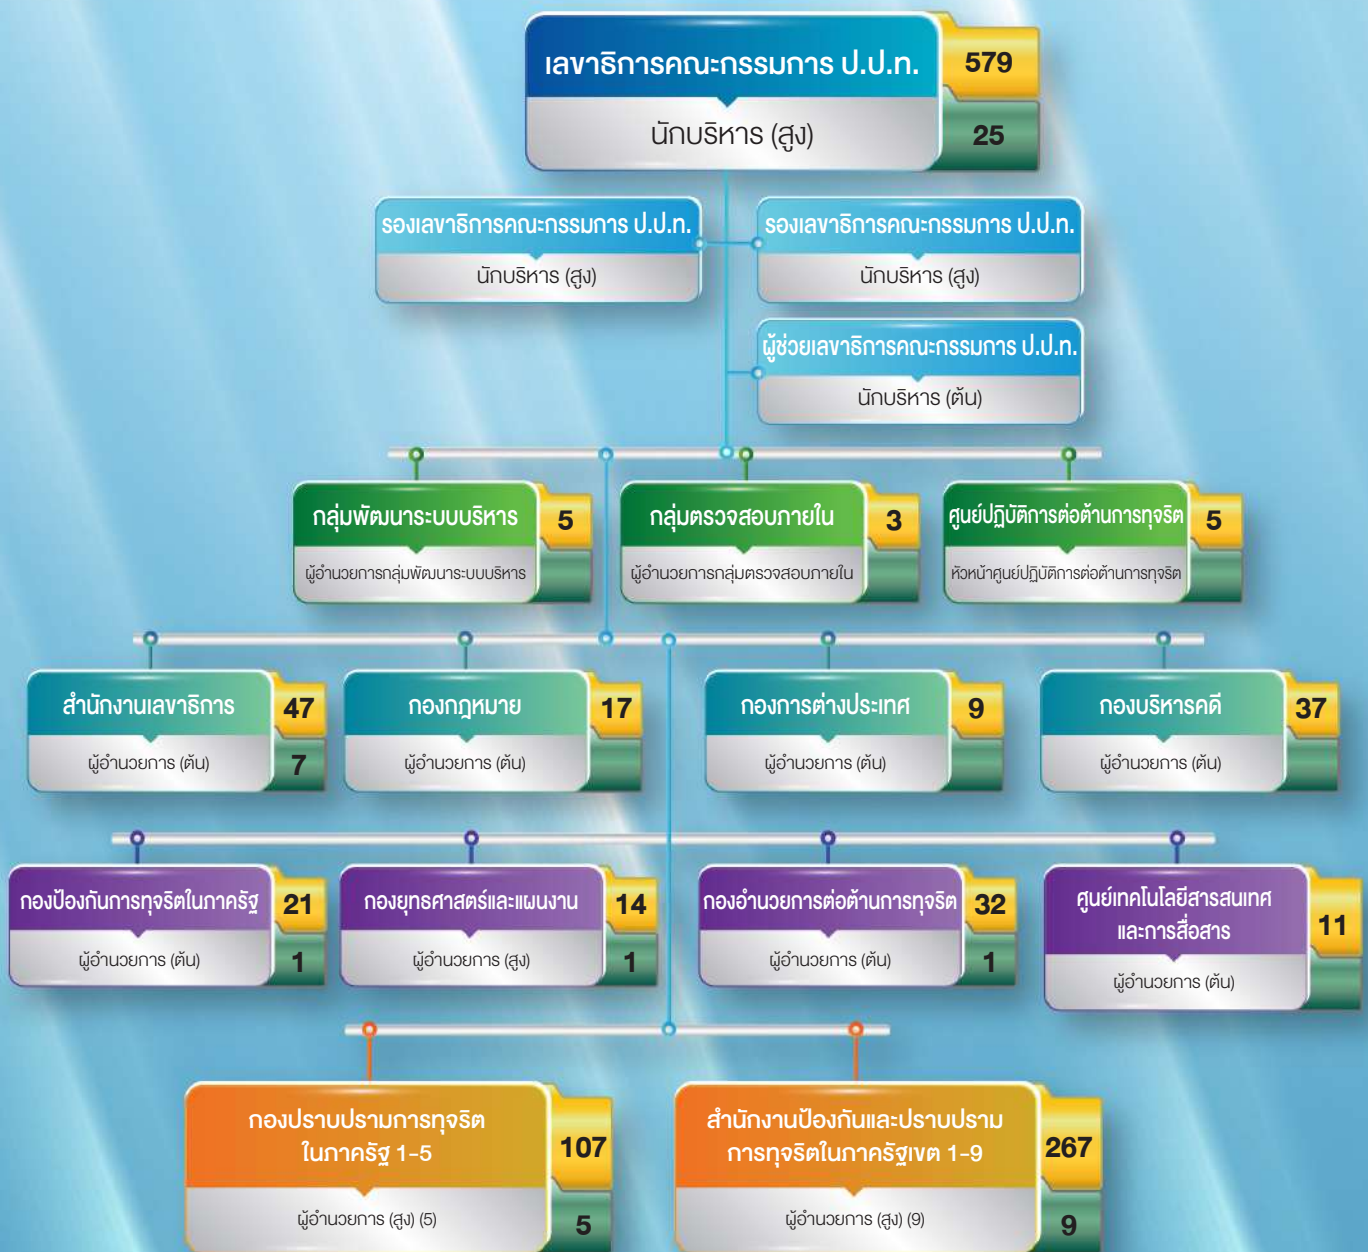 เลขาธิการคณะกรรมการ ป.ป.ท.
579
นักบริหาร (สูง)
25
รองเลขาธิการคณะกรรมการ ป.ป.ท.
นักบริหาร (สูง)
รองเลขาธิการคณะกรรมการ ป.ป.ท.
นักบริหาร (สูง)
ผู้ช่วยเลขาธิการคณะกรรมการ ป.ป.ท.
นักบริหาร (ต้น)
กลุ่มพัฒนาระบบบริหาร
5
ผู้อำนวยการกลุ่มพัฒนาระบบบริหาร
กลุ่มตรวจสอบภายใน
3
ผู้อำนวยการกลุ่มตรวจสอบภายใน
ศูนย์ปฏิบัติการต่อต้านการทุจริต
5
หัวหน้าศูนย์ปฏิบัติการต่อต้านการทุจริต
สำนักงานเลขาธิการ
47
ผู้อำนวยการ (ต้น)
7
กองกฎหมาย
17
ผู้อำนวยการ (ต้น)
กองการต่างประเทศ
9
ผู้อำนวยการ (ต้น)
กองบริหารคดี
37
ผู้อำนวยการ (ต้น)
กองป้องกันการทุจริตในภาครัฐ
21
ผู้อำนวยการ (ต้น)
1
กองยุทธศาสตร์และแผนงาน
14
ผู้อำนวยการ (สูง)
1
กองอำนวยการต่อต้านการทุจริต
32
ผู้อำนวยการ (ต้น)
1
ศูนย์เทคโนโลยีสารสนเทศ
และการสื่อสาร
11
ผู้อำนวยการ (ต้น)
กองปราบปรามการทุจริต
ในภาครัฐ 1-5
107
ผู้อำนวยการ (สูง) (5)
5
สำนักงานป้องกันและปราบปราม
การทุจริตในภาครัฐเขต 1-9
267
ผู้อำนวยการ (สูง) (9)
9